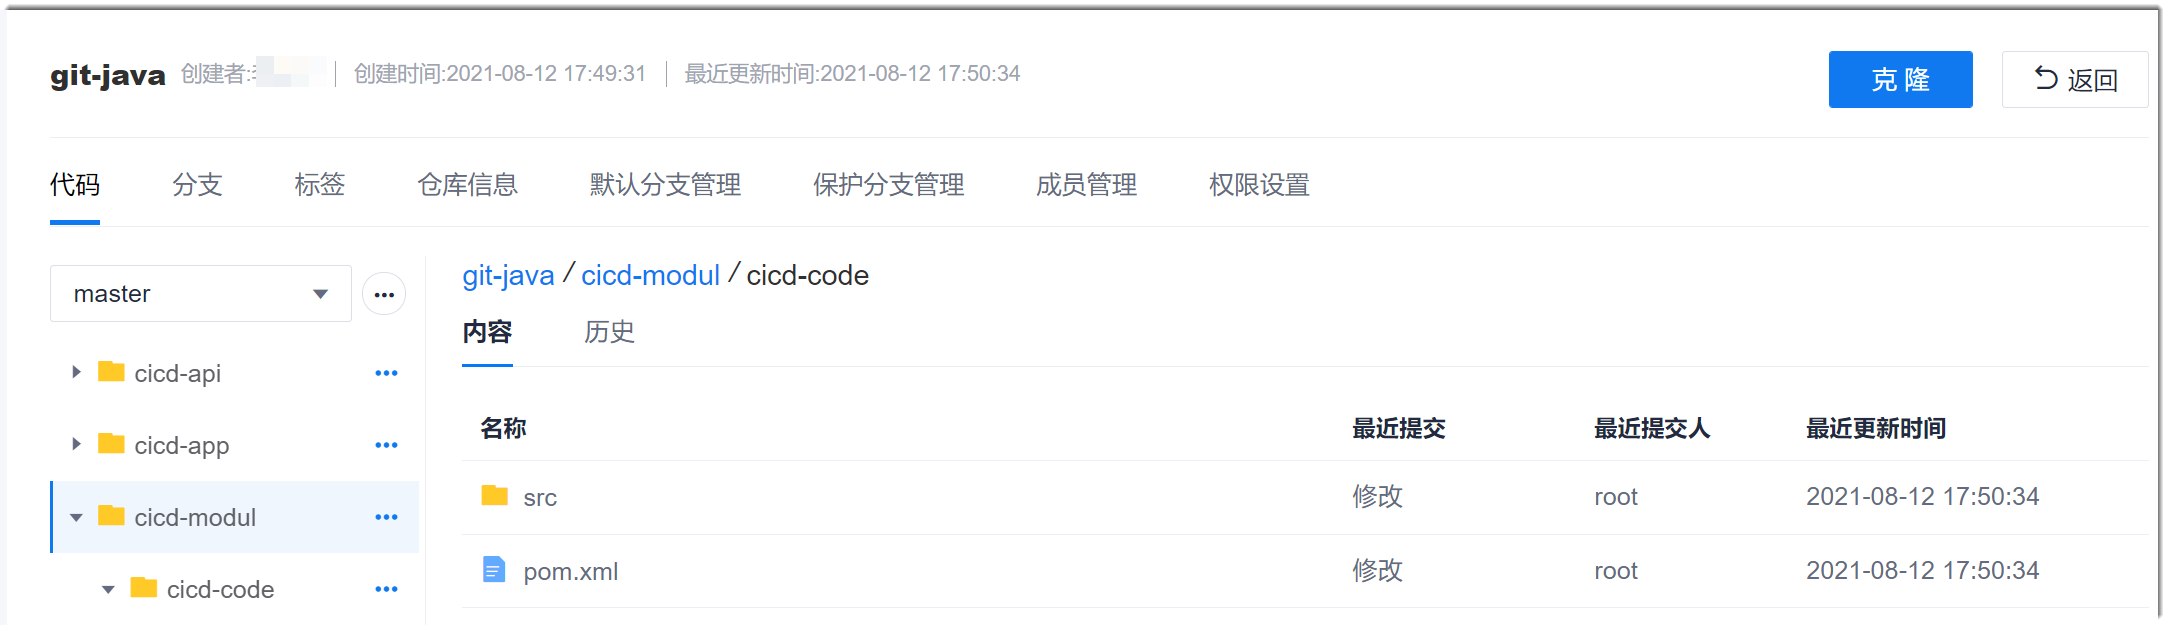 git-java 创建者: 创建时间:2021-08-12 17:49:31 最近更新时间:2021-08-12 17:50:34 克隆 返回
代码 分支 标签 仓库信息 默认分支管理 保护分支管理 成员管理 权限设置
master
cicd-api
cicd-app
cicd-modul
cicd-code
git-java / cicd-modul / cicd-code
内容 历史
名称 最近提交 最近提交人 最近更新时间
src 修改 root 2021-08-12 17:50:34
pom.xml 修改 root 2021-08-12 17:50:34